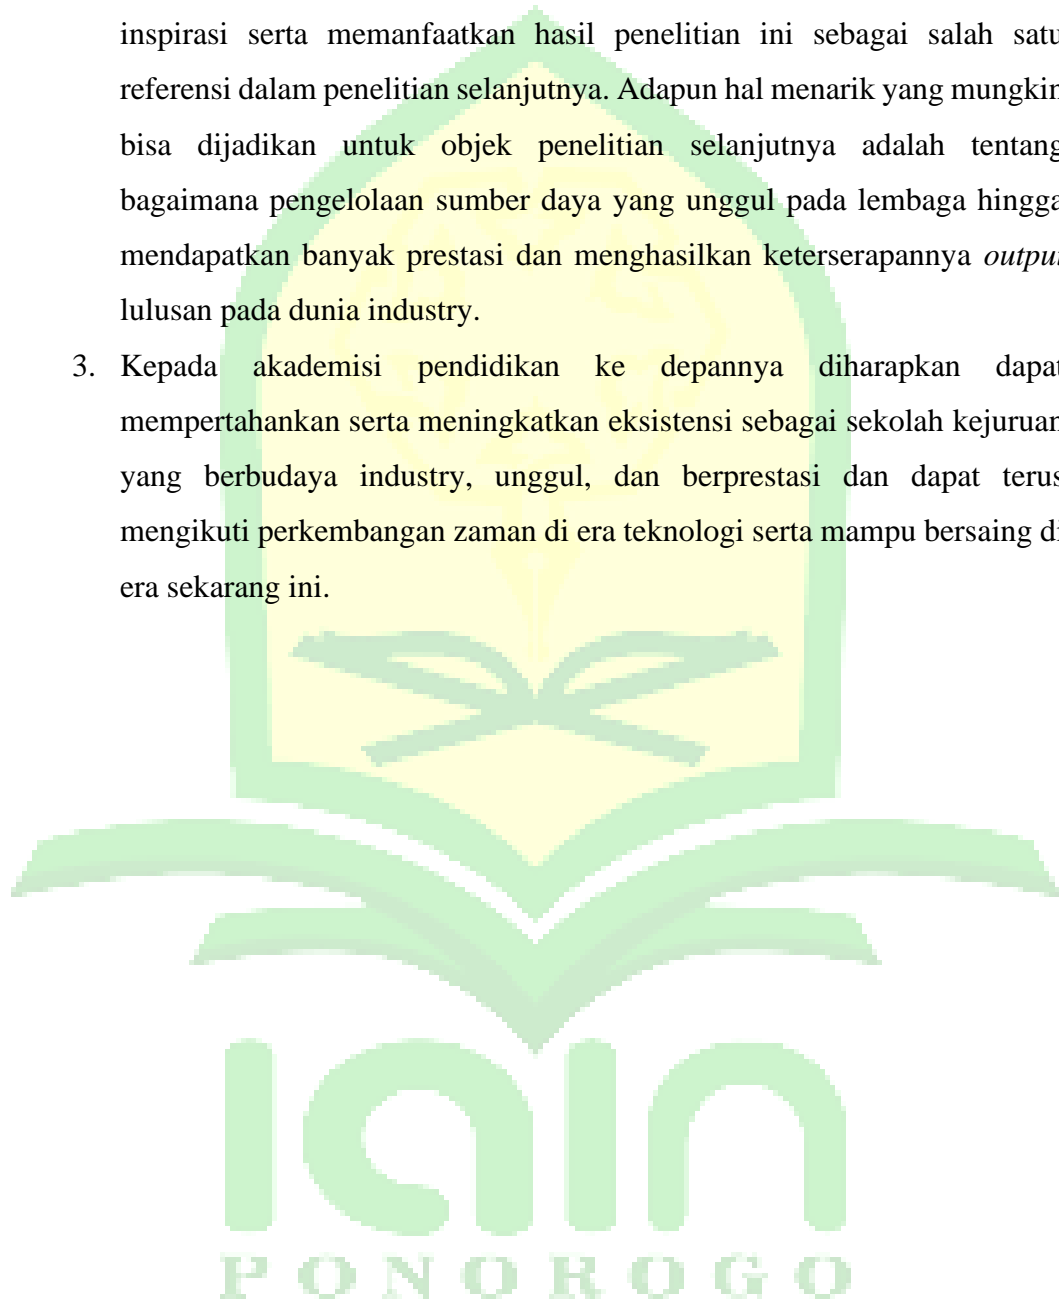 inspirasi serta memanfaatkan hasil penelitian ini sebagai salah satu
referensi dalam penelitian selanjutnya. Adapun hal menarik yang mungkin
bisa dijadikan untuk objek penelitian selanjutnya adalah tentang
bagaimana pengelolaan sumber daya yang unggul pada lembaga hingga
mendapatkan banyak prestasi dan menghasilkan keterserapannya output
lulusan pada dunia industry.
3. Kepada akademisi pendidikan ke depannya diharapkan dapat
mempertahankan serta meningkatkan eksistensi sebagai sekolah kejuruan
yang berbudaya industry, unggul, dan berprestasi dan dapat terus
mengikuti perkembangan zaman di era teknologi serta mampu bersaing di
era sekarang ini.
iain
PONOROGO